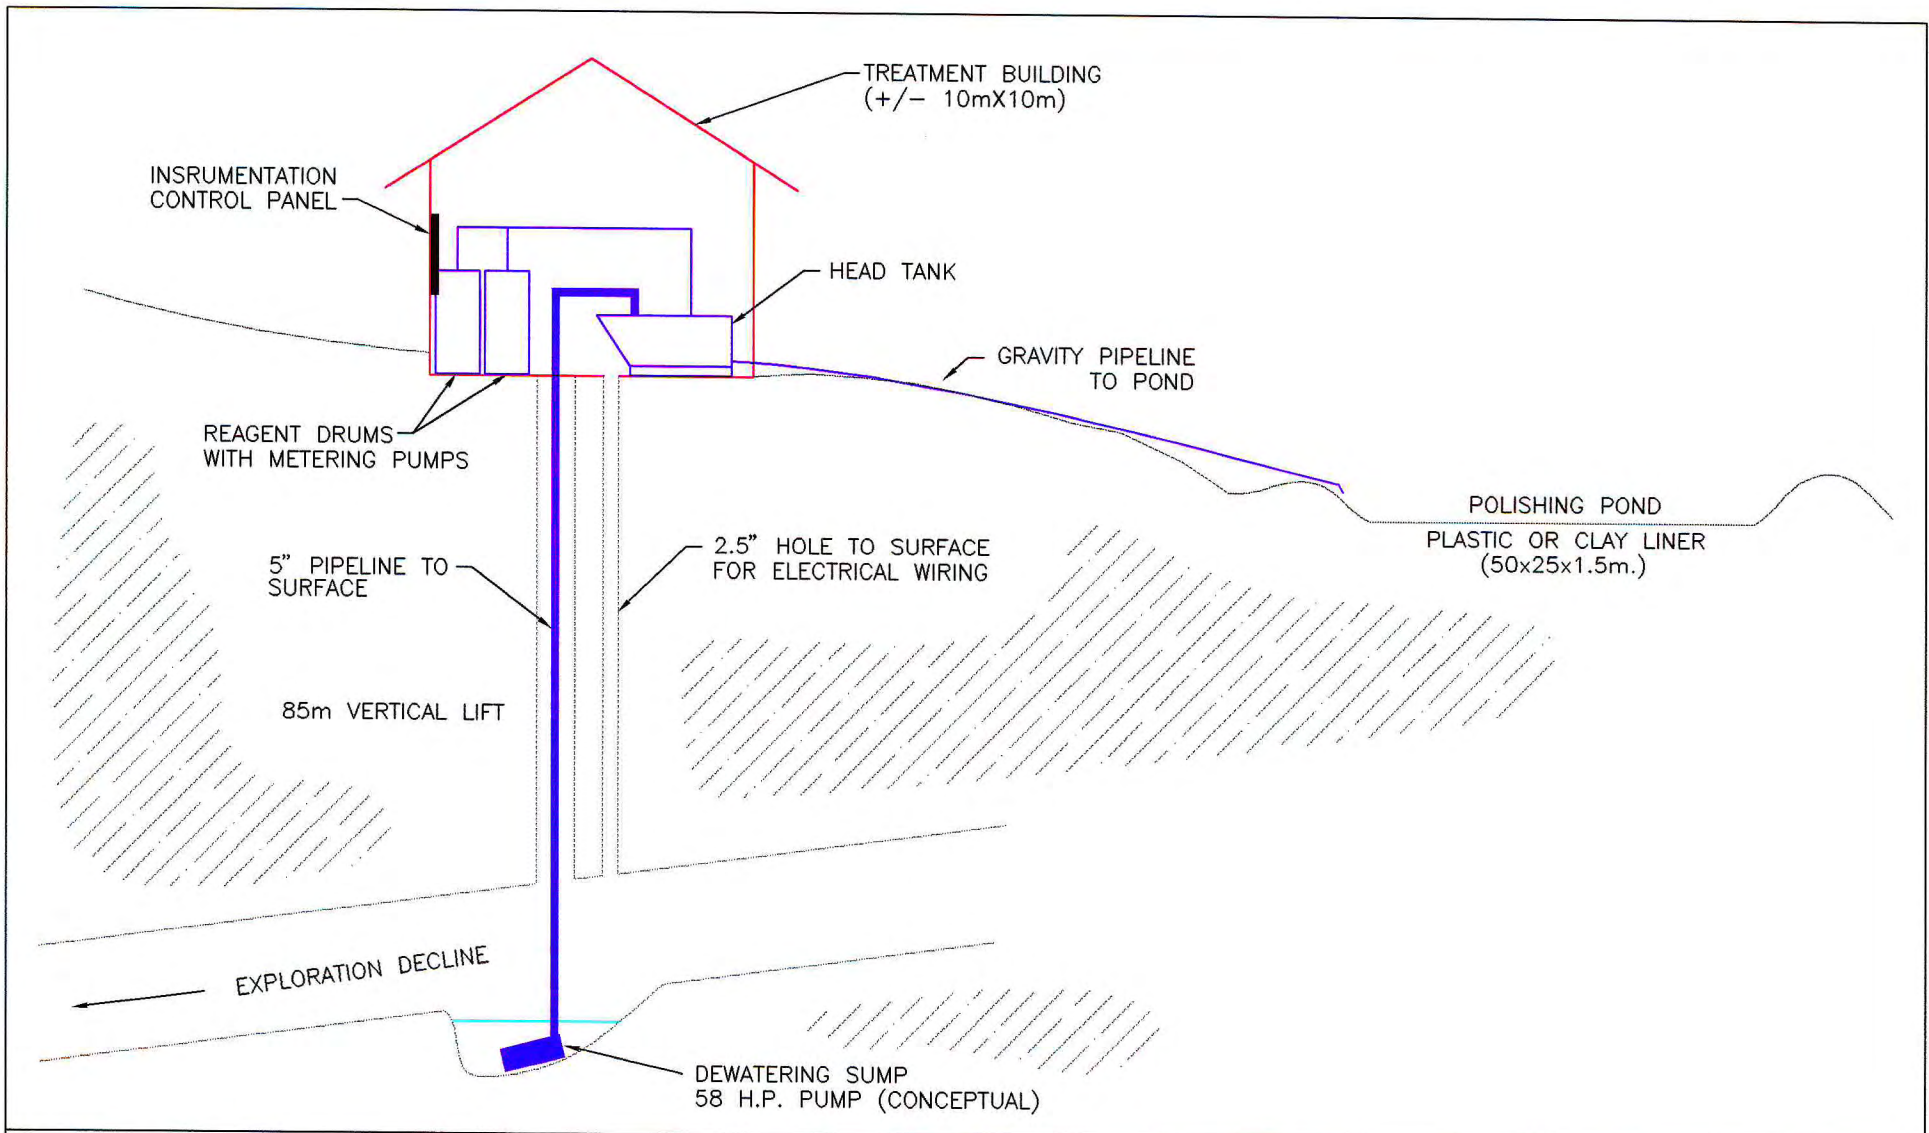 TREATMENT BUILDING
(+/- 10mX10m)
INSRUMENTATION
CONTROL PANEL
HEAD TANK
GRAVITY PIPELINE
TO POND
REAGENT DRUMS
WITH METERING PUMPS
POLISHING POND
PLASTIC OR CLAY LINER
(50x25x1.5m.)
5" PIPELINE TO
SURFACE
2.5" HOLE TO SURFACE
FOR ELECTRICAL WIRING
85m VERTICAL LIFT
EXPLORATION DECLINE
DEWATERING SUMP
58 H.P. PUMP (CONCEPTUAL)